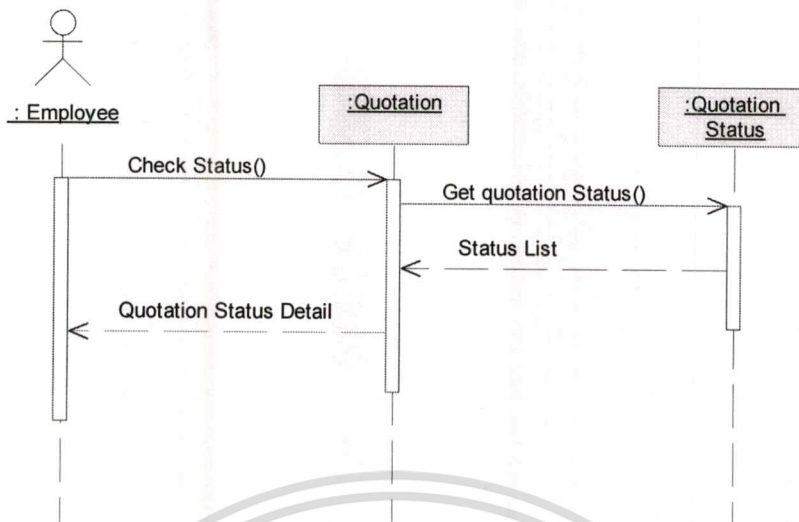 : Employee
:Quotation
:Quotation
Status
Check Status()
Get quotation Status()
Status List
Quotation Status Detail